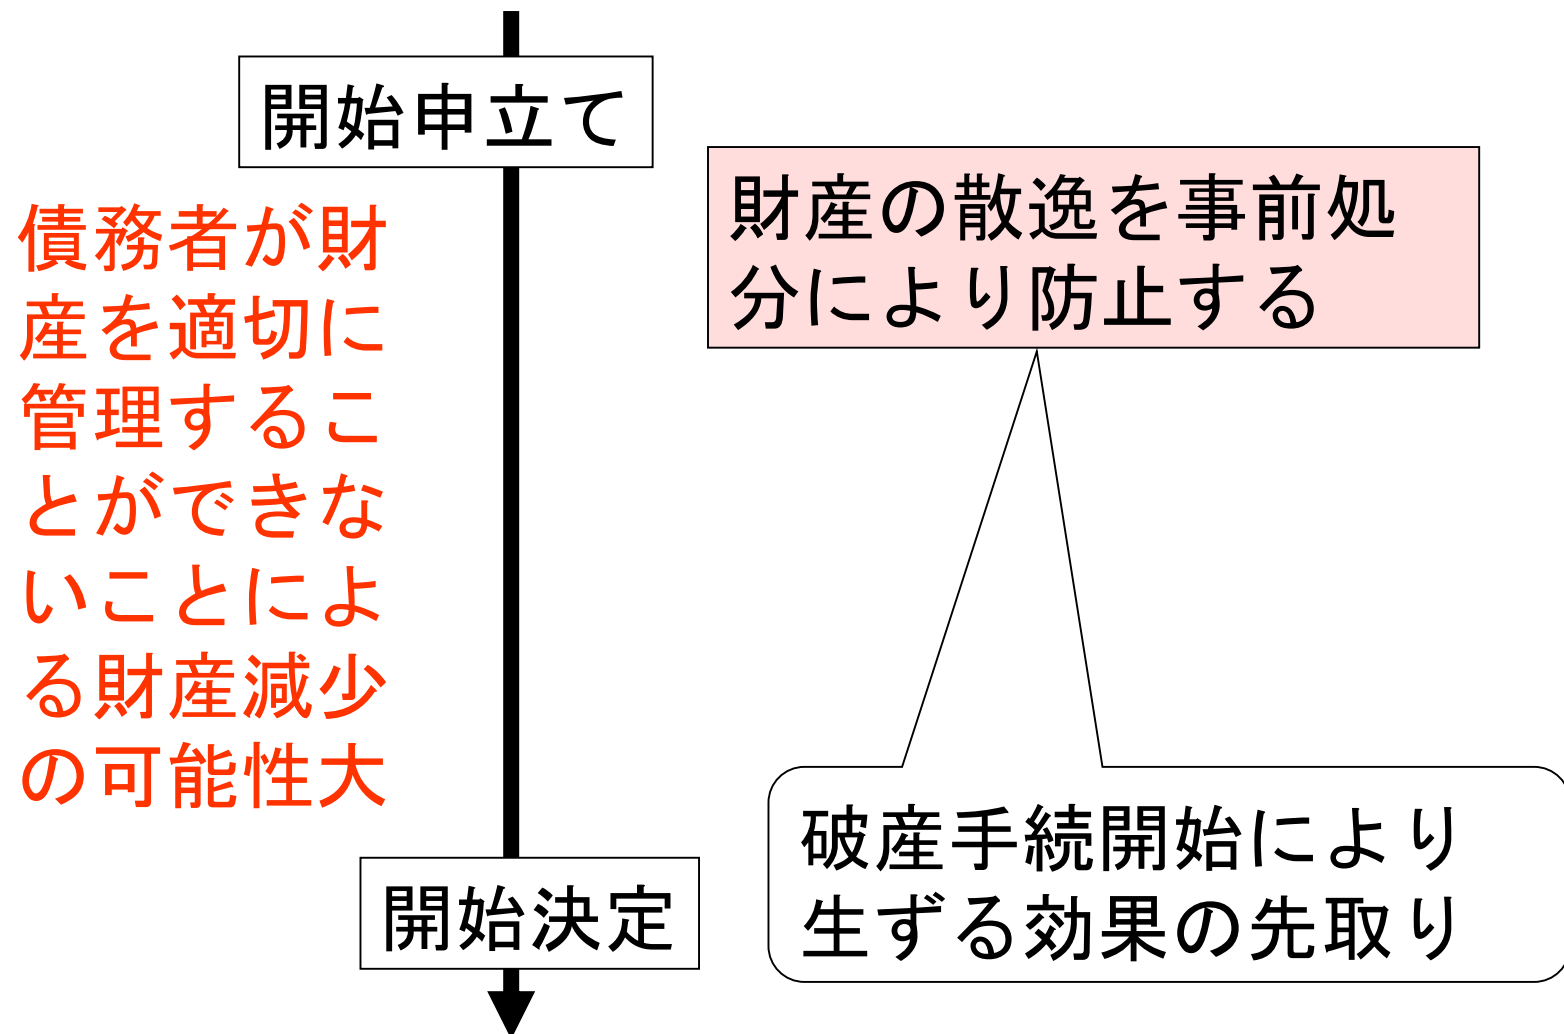 開始申立て
財産の散逸を事前処
分により防止する
債務者が財
産を適切に
管理するこ
とができな
いことによ
る財産減少
の可能性大
破産手続開始により
生ずる効果の先取り
開始決定